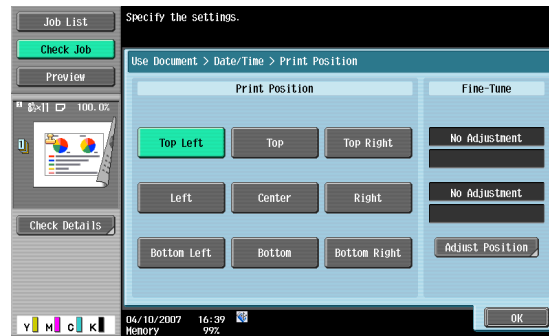 Job List
Specify the settings.
Check Job
Preview
Use Document > Date/Time > Print Position
Print Position
Fine-Tune
8½x11 100.0%
Top Left
Top
Top Right
No Adjustment
Left
Center
Right
No Adjustment
Check Details
Bottom Left
Bottom
Bottom Right
Adjust Position
04/10/2007 16:39
Memory 99%
OK
Y M C K